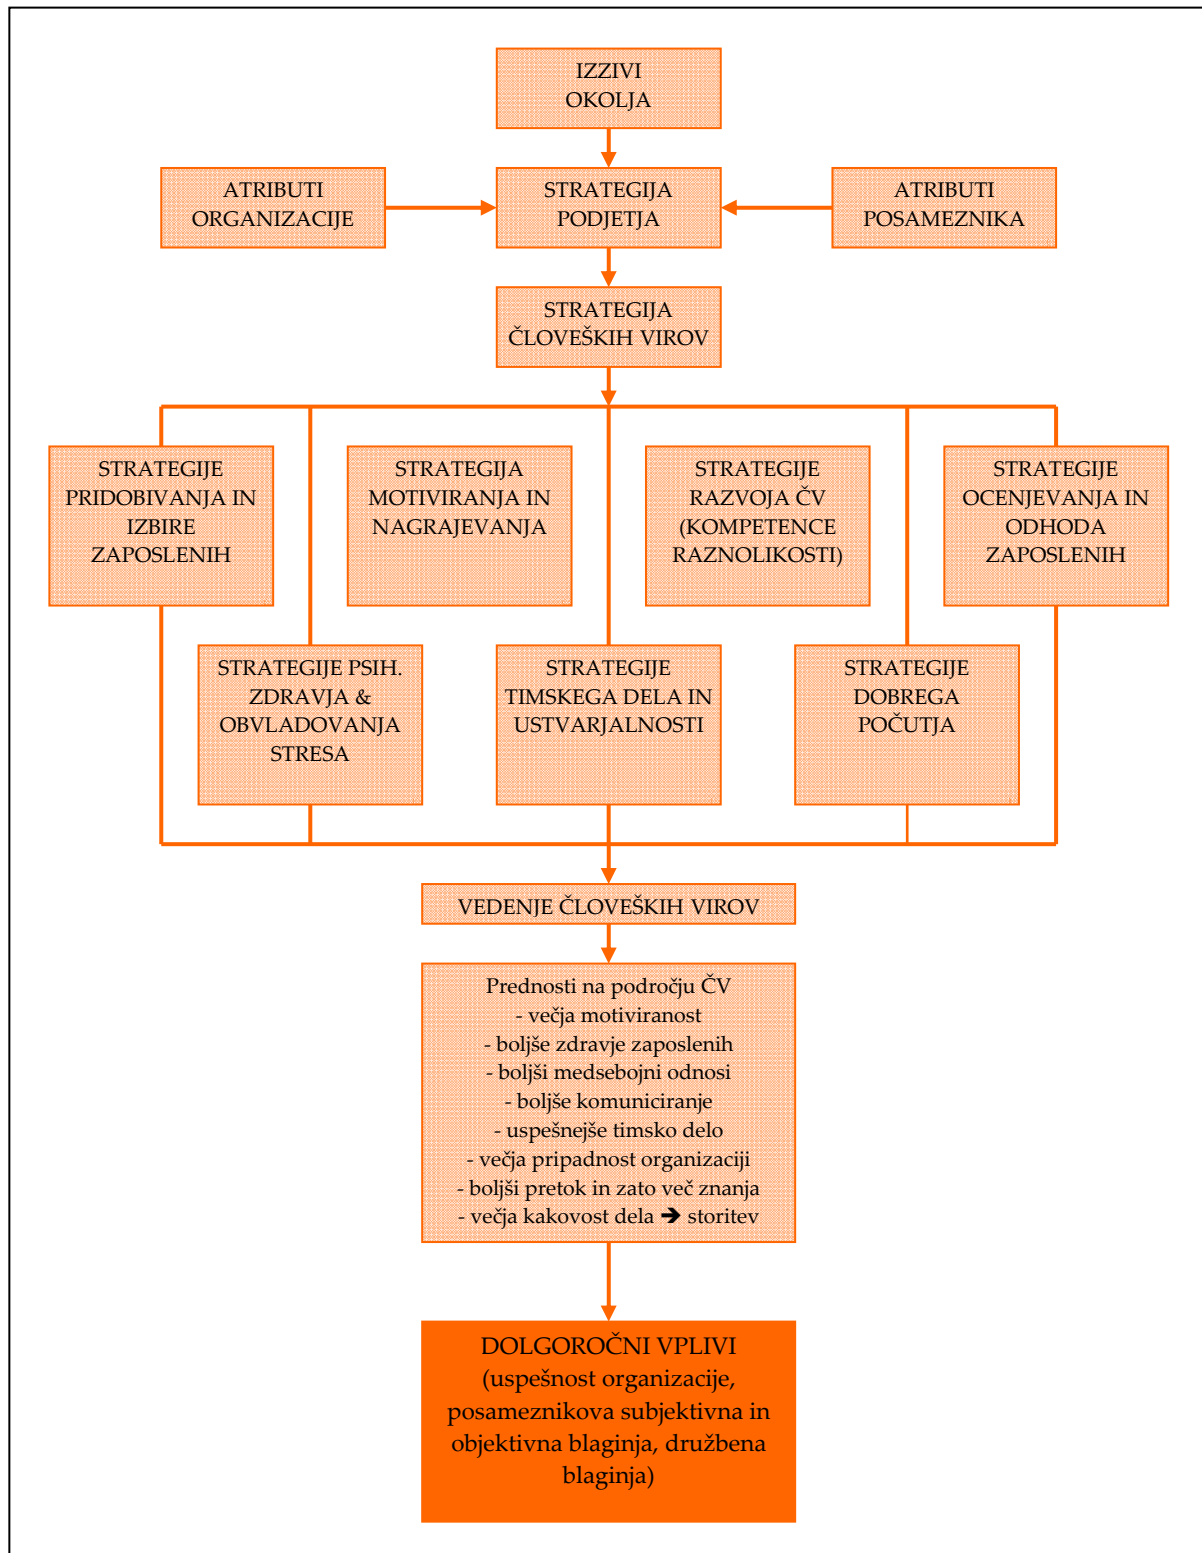 IZZIVI
OKOLJA
ATRIBUTI
ORGANIZACIJE
STRATEGIJA
PODJETJA
ATRIBUTI
POSAMEZNIKA
STRATEGIJA
ČLOVEŠKIH VIROV
STRATEGIJE
PRIDOBIVANJA IN
IZBIRE
ZAPOSLENIH
STRATEGIJA
MOTIVIRANJA IN
NAGRAJEVANJA
STRATEGIJE
RAZVOJA ČV
(KOMPETENCE
RAZNOLIKOSTI)
STRATEGIJE
OCENJEVANJA IN
ODHODA
ZAPOSLENIH
STRATEGIJE PSIH.
ZDRAVJA &
OBVLADOVANJA
STRESA
STRATEGIJE
TIMSKEGA DELA IN
USTVARJALNOSTI
STRATEGIJE
DOBREGA
POČUTJA
VEDENJE ČLOVEŠKIH VIROV
Prednosti na področju ČV
- večja motiviranost
- boljše zdravje zaposlenih
- boljši medsebojni odnosi
- boljše komuniciranje
- uspešnejše timsko delo
- večja pripadnost organizaciji
- boljši pretok in zato več znanja
- večja kakovost dela ➔ storitev
DOLGOROČNI VPLIVI
(uspešnost organizacije,
posameznikova subjektivna in
objektivna blaginja, družbena
blaginja)